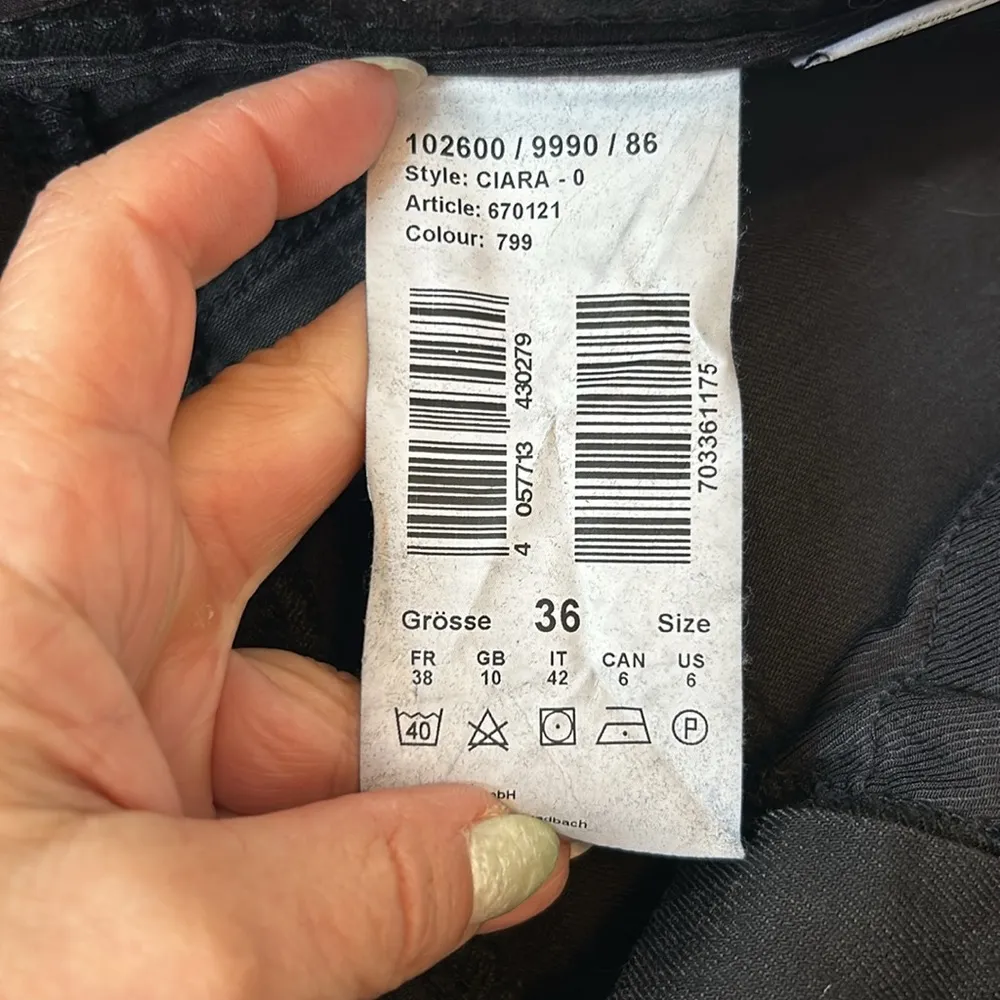 102600 / 9990 / 86
Style: CIARA - 0
Article: 670121
Colour: 799
4 057713 430279
703361175
Grösse 36 Size
FR GB IT CAN US
38 10 42 6 6
40 P